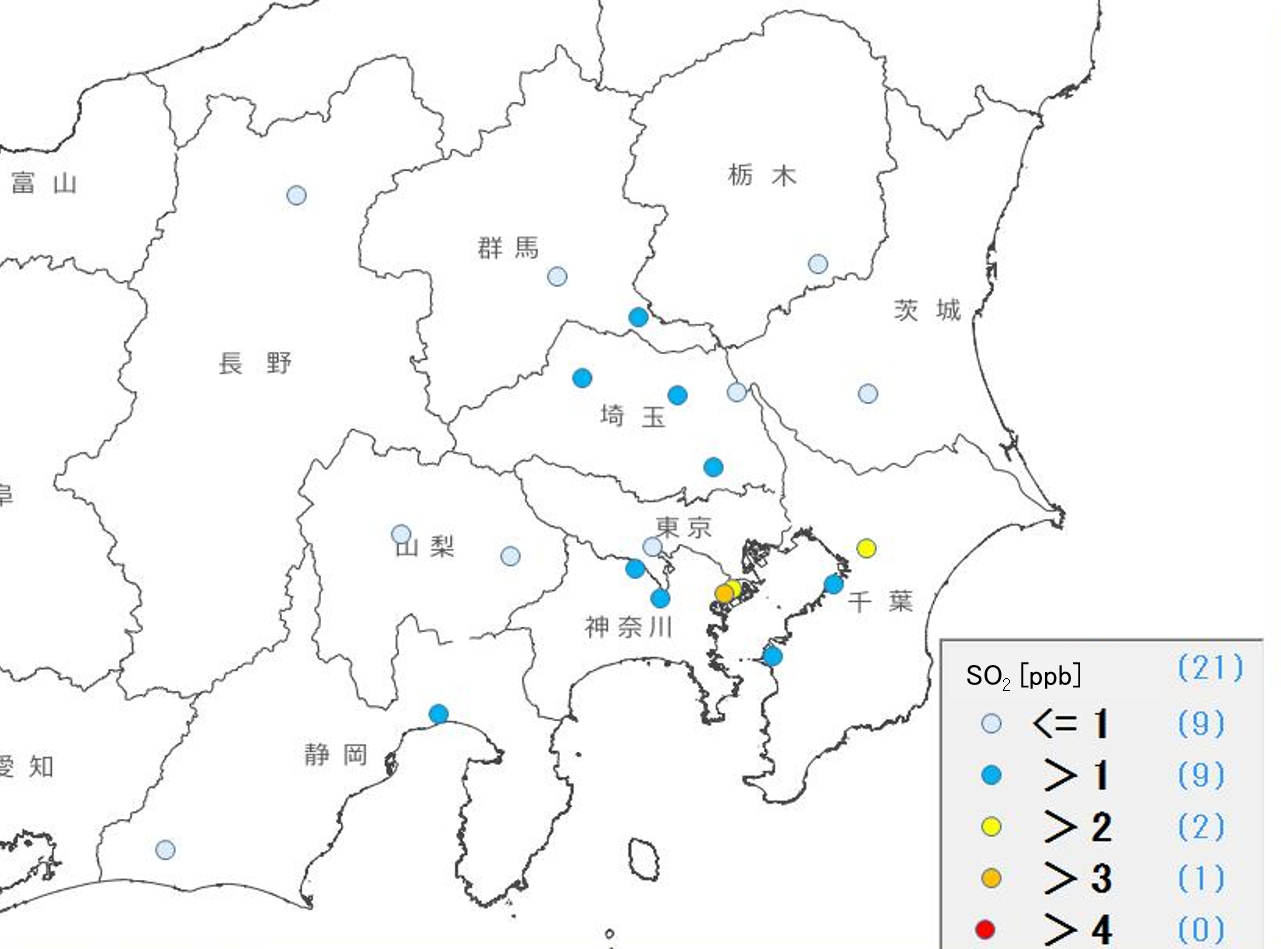 栃 木
富 山
群 馬
茨 城
長 野
埼 玉
阜
東 京
山 梨
千 葉
神 奈 川
静 岡
愛 知
SO₂ [ppb] (21)
<= 1 (9)
> 1 (9)
> 2 (2)
> 3 (1)
> 4 (0)